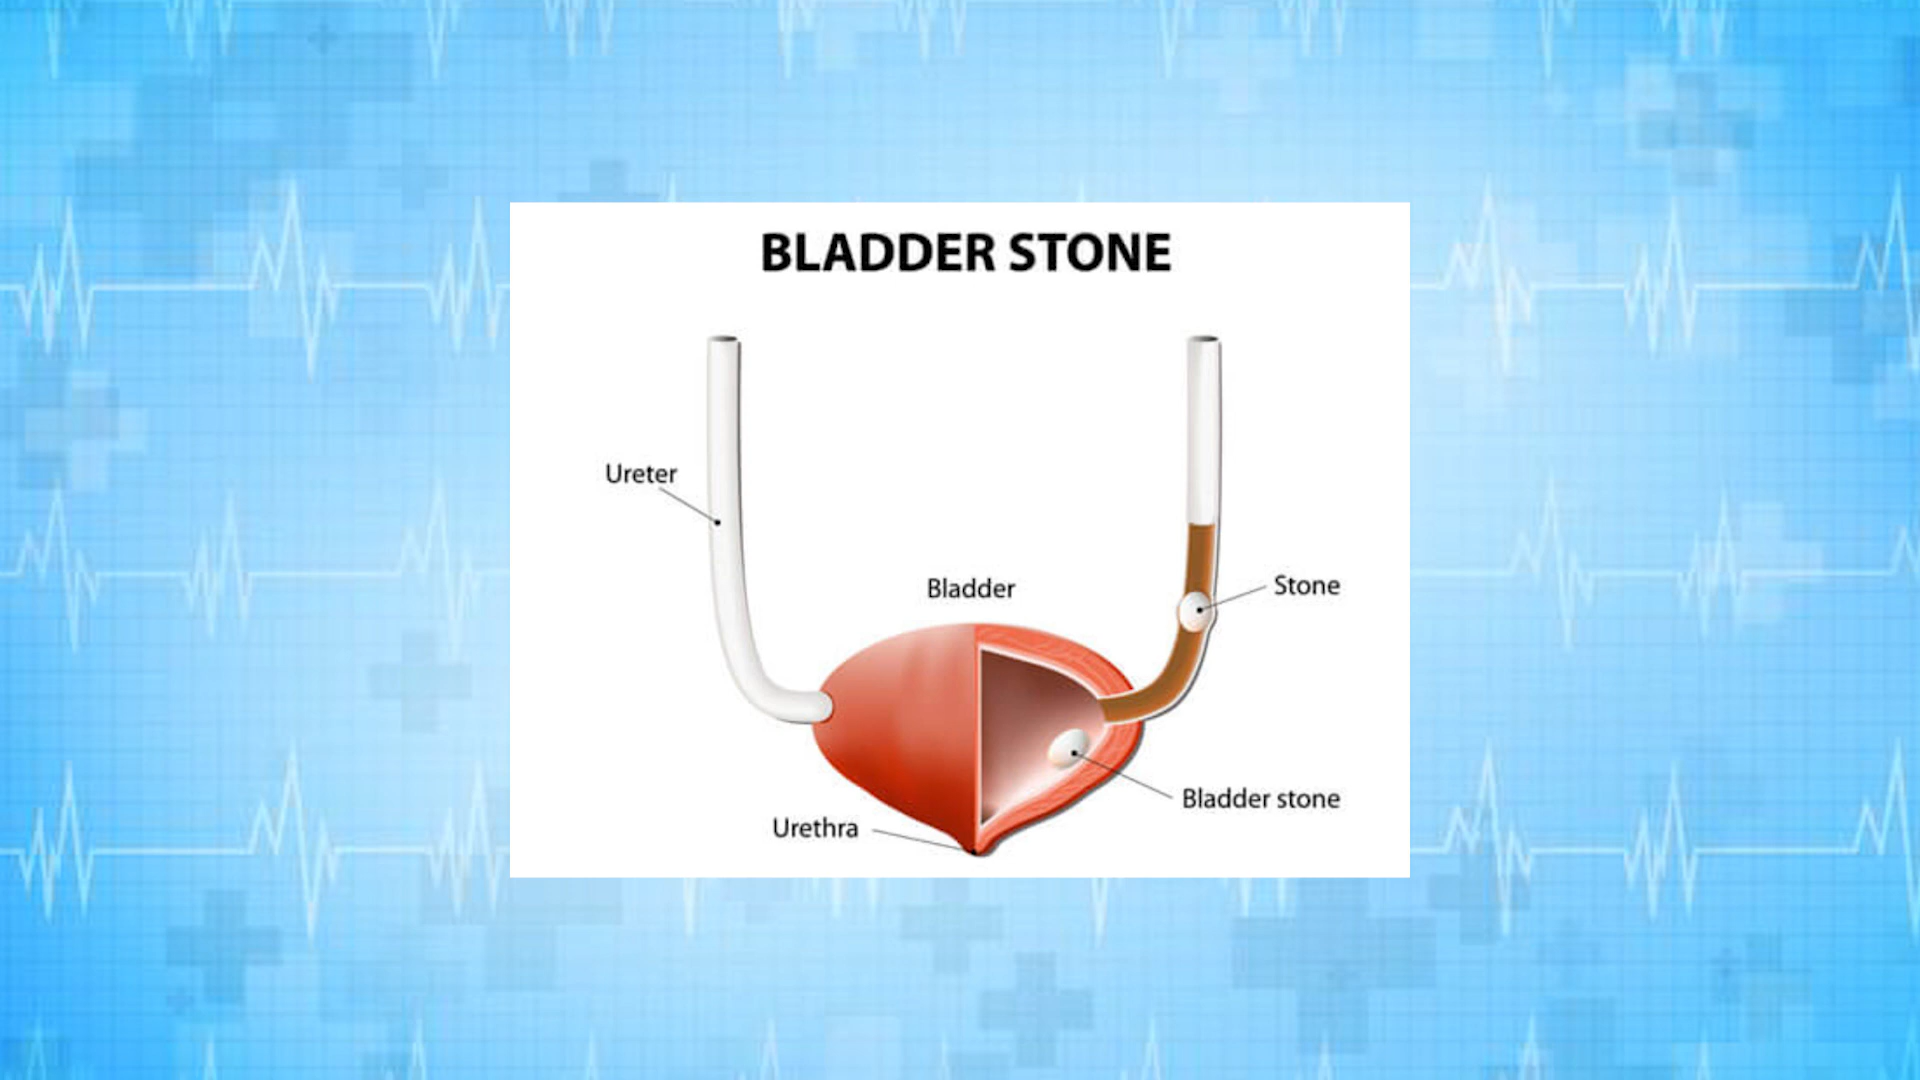 BLADDER STONE
Ureter
Bladder
Stone
Bladder stone
Urethra